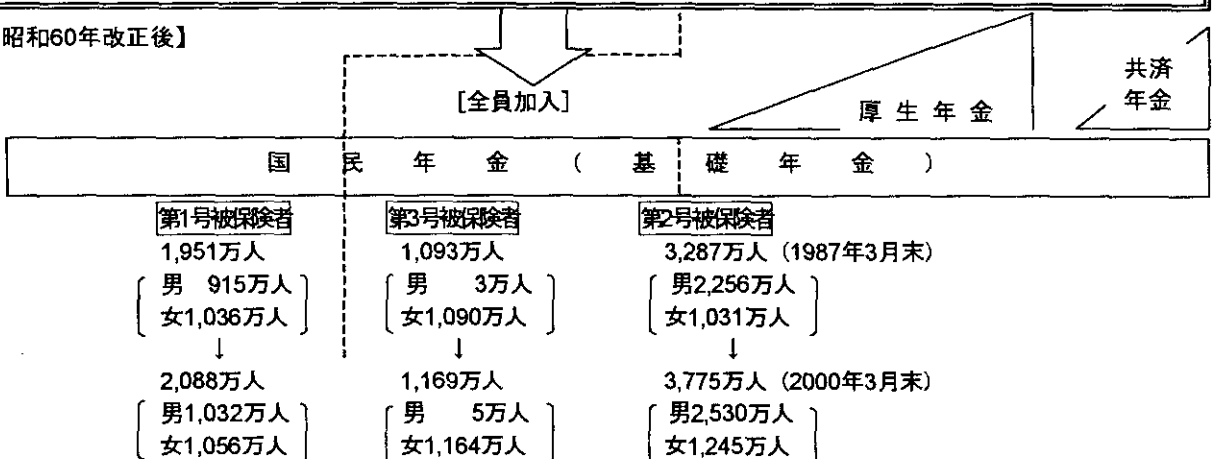 昭和60年改正後】
[全員加入]
厚生年金
共済
年金
国民年金(基礎年金)
第1号被保険者 第3号被保険者 第2号被保険者
1,951万人 1,093万人 3,287万人(1987年3月末)
男 915万人 男 3万人 男2,256万人
女1,036万人 女1,090万人 女1,031万人
↓ ↓ ↓
2,088万人 1,169万人 3,775万人(2000年3月末)
男1,032万人 男 5万人 男2,530万人
女1,056万人 女1,164万人 女1,245万人